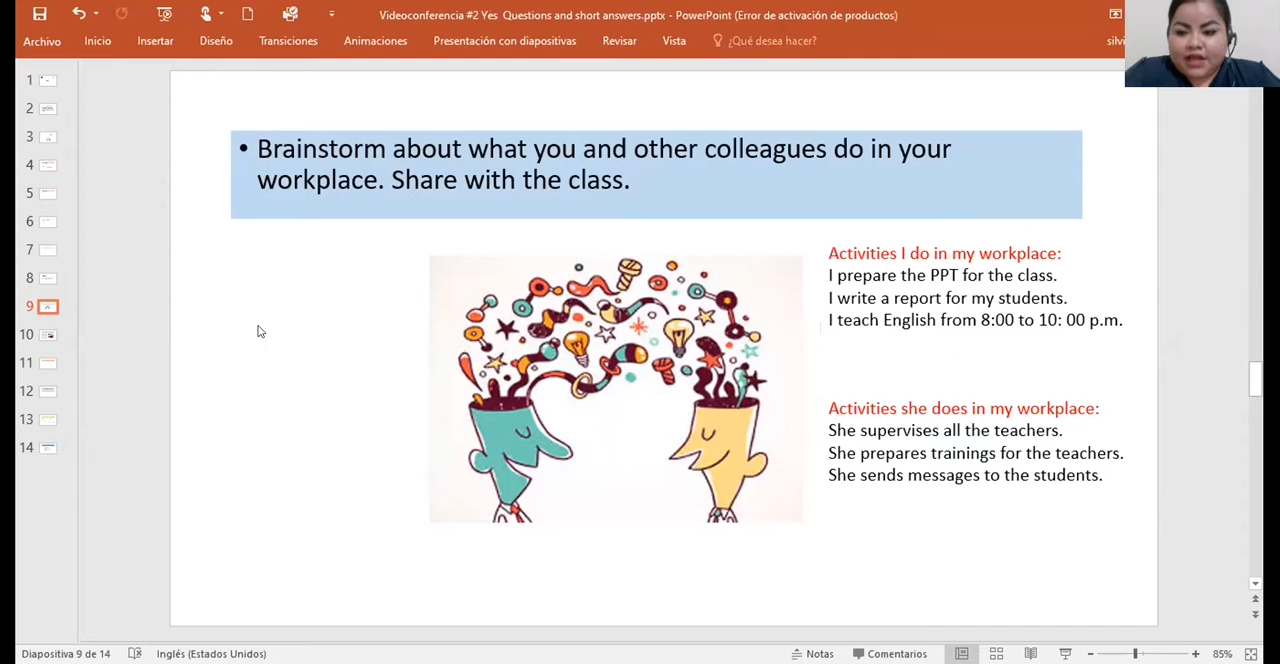 Videoconferencia #2 Yes  Questions and short answers.pptx - PowerPoint (Error de activación de productos)
Archivo Inicio Insertar Diseño Transiciones Animaciones Presentación con diapositivas Revisar Vista ¿Qué desea hacer? silvi
1
2
3
4
5
6
7
8
9
10
11
12
13
14
• Brainstorm about what you and other colleagues do in your
workplace. Share with the class.
Activities I do in my workplace:
I prepare the PPT for the class.
I write a report for my students.
I teach English from 8:00 to 10: 00 p.m.
Activities she does in my workplace:
She supervises all the teachers.
She prepares trainings for the teachers.
She sends messages to the students.
Diapositiva 9 de 14 Inglés (Estados Unidos) Notas Comentarios 85%